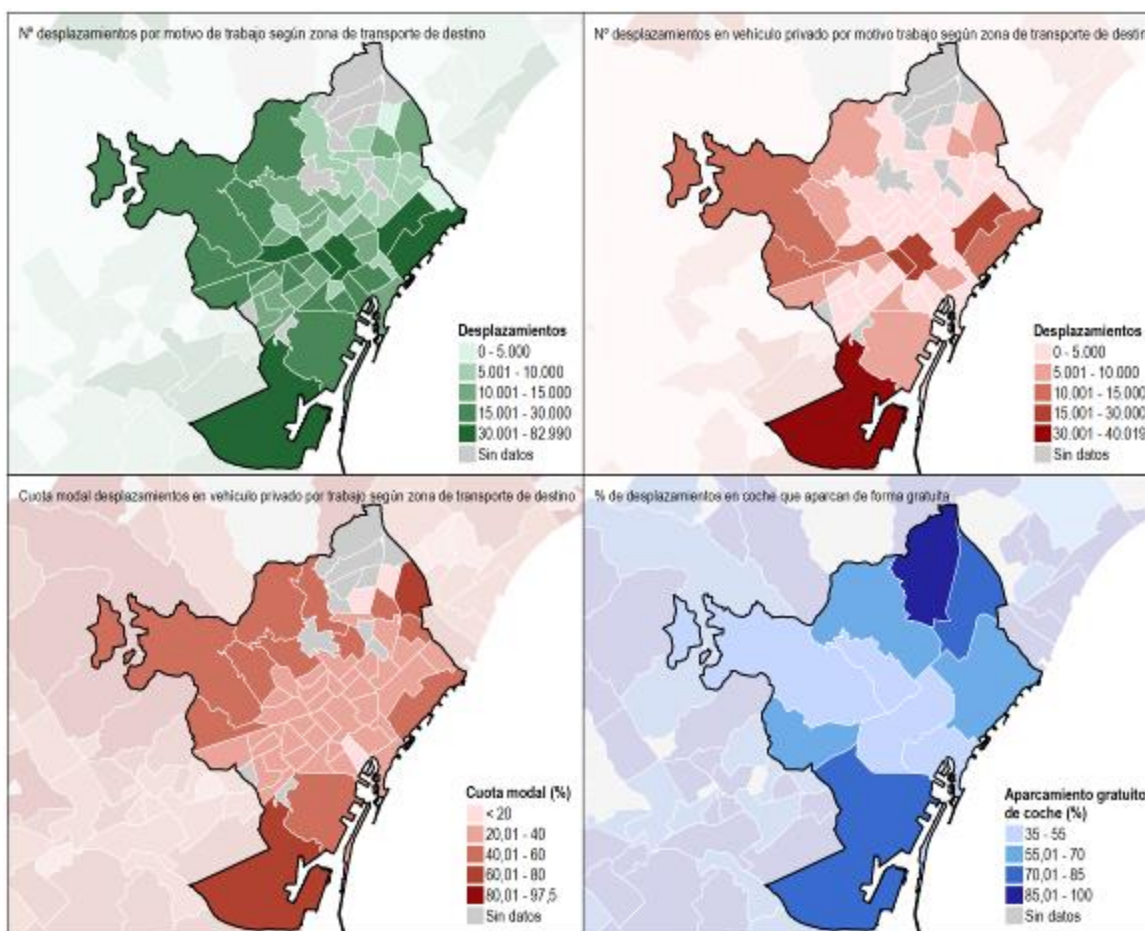 Nº desplazamientos por motivo de trabajo según zona de transporte de destino
Desplazamientos
0 - 5.000
5.001 - 10.000
10.001 - 15.000
15.001 - 30.000
30.001 - 82.990
Sin datos
Nº desplazamientos en vehículo privado por motivo trabajo según zona de transporte de destin
Desplazamientos
0 - 5.000
5.001 - 10.000
10.001 - 15.000
15.001 - 30.000
30.001 - 40.019
Sin datos
Cuota modal desplazamientos en vehículo privado por trabajo según zona de transporte de destino
Cuota modal (%)
< 20
20,01 - 40
40,01 - 60
60,01 - 80
80,01 - 97,5
Sin datos
% de desplazamientos en coche que aparcan de forma gratuita
Aparcamiento gratuito
de coche (%)
35 - 55
55,01 - 70
70,01 - 85
85,01 - 100
Sin datos